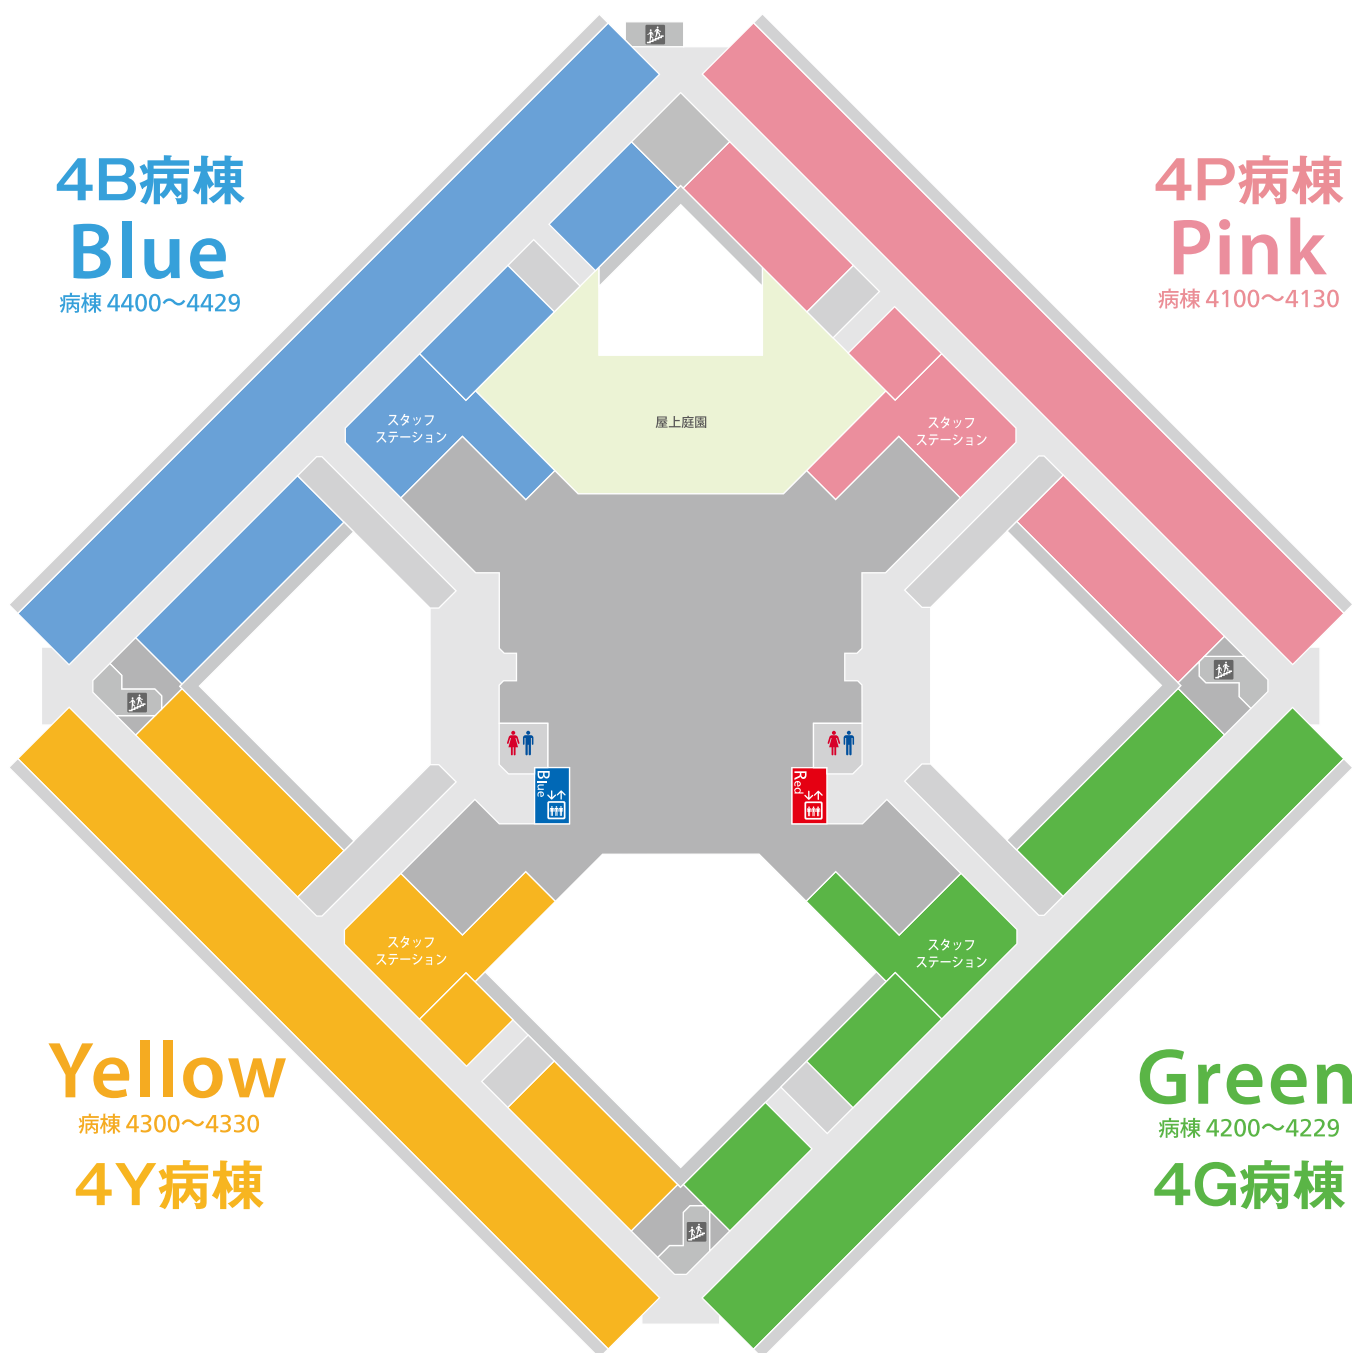 4B病棟
Blue
病棟 4400〜4429
4P病棟
Pink
病棟 4100〜4130
スタッフ
ステーション
屋上庭園
スタッフ
ステーション
Blue
Red
スタッフ
ステーション
スタッフ
ステーション
Yellow
病棟 4300〜4330
4Y病棟
Green
病棟 4200〜4229
4G病棟